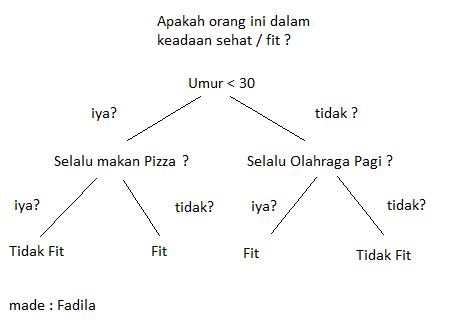 Apakah orang ini dalam
keadaan sehat / fit ?
Umur < 30
iya?
tidak ?
Selalu makan Pizza ?
Selalu Olahraga Pagi ?
iya?
tidak?
iya?
tidak?
Tidak Fit
Fit
Fit
Tidak Fit
made : Fadila